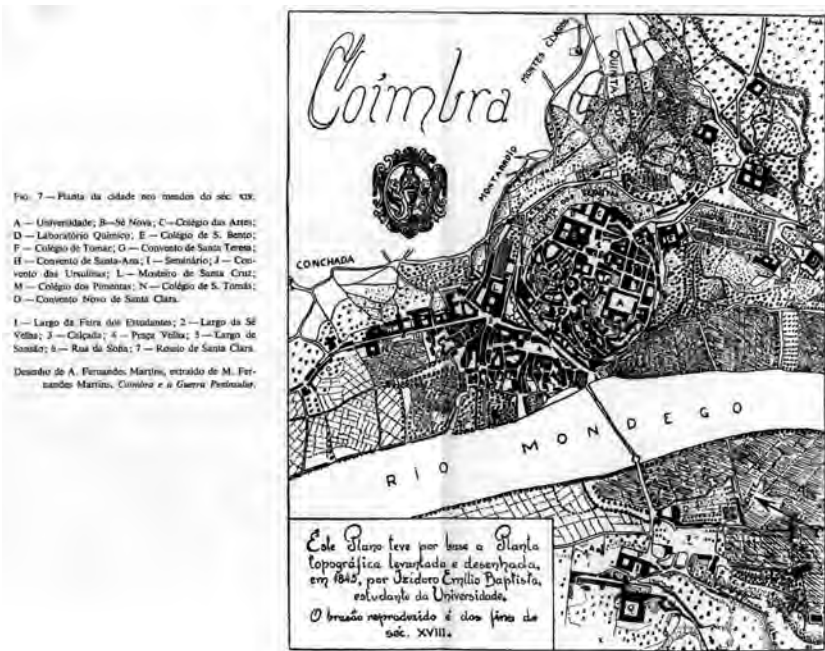 FIG. 7 — Planta da cidade nos meados do séc. XIX.
A — Universidade; B — Sé Nova; C — Colégio das Artes;
D — Laboratório Químico; E — Colégio de S. Bento;
F — Colégio de Tomar; G — Convento de Santa Teresa;
H — Convento de Santa-Ana; I — Seminário; J — Con-
vento das Ursulinas; L — Mosteiro de Santa Cruz;
M — Colégio dos Pimentas; N — Colégio de S. Tomás;
O — Convento Novo de Santa Clara.
1 — Largo da Feira dos Estudantes; 2 — Largo da Sé
Velha; 3 — Calçada; 4 — Praça Velha; 5 — Largo de
Sansão; 6 — Rua da Sofia; 7 — Rossio de Santa Clara.
Desenho de A. Fernandes Martins, extraído de M. Fer-
nandes Martins, Coimbra e a Guerra Peninsular.
Coimbra
MONTES CLAROS
QUINTA
MONTARROIO
CONCHADA
RIO MONDEGO
Este Plano teve por base a Planta
topográfica levantada e desenhada,
em 1845, por Izidoro Emílio Baptista,
estudante da Universidade.
O brasão reproduzido é dos fins do
séc. XVIII.